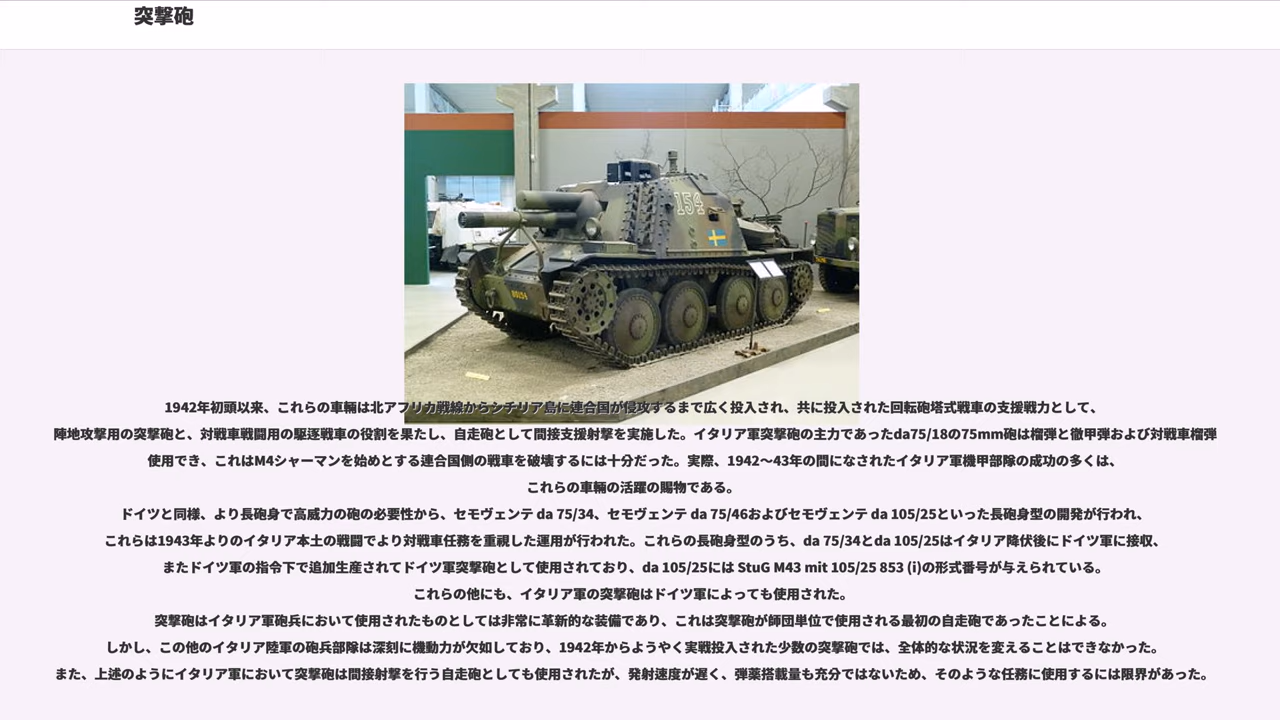 突撃砲
154
80154
1942年初頭以来、これらの車輛は北アフリカ戦線からシチリア島に連合国が侵攻するまで広く投入され、共に投入された回転砲塔式戦車の支援戦力として、
陣地攻撃用の突撃砲と、対戦車戦闘用の駆逐戦車の役割を果たし、自走砲として間接支援射撃を実施した。イタリア軍突撃砲の主力であったda75/18の75mm砲は榴弾と徹甲弾および対戦車榴弾
使用でき、これはM4シャーマンを始めとする連合国側の戦車を破壊するには十分だった。実際、1942〜43年の間になされたイタリア軍機甲部隊の成功の多くは、
これらの車輛の活躍の賜物である。
ドイツと同様、より長砲身で高威力の砲の必要性から、セモヴェンテ da 75/34、セモヴェンテ da 75/46およびセモヴェンテ da 105/25といった長砲身型の開発が行われ、
これらは1943年よりのイタリア本土の戦闘でより対戦車任務を重視した運用が行われた。これらの長砲身型のうち、da 75/34とda 105/25はイタリア降伏後にドイツ軍に接収、
またドイツ軍の指令下で追加生産されてドイツ軍突撃砲として使用されており、da 105/25には StuG M43 mit 105/25 853 (i)の形式番号が与えられている。
これらの他にも、イタリア軍の突撃砲はドイツ軍によっても使用された。
突撃砲はイタリア軍砲兵において使用されたものとしては非常に革新的な装備であり、これは突撃砲が師団単位で使用される最初の自走砲であったことによる。
しかし、この他のイタリア陸軍の砲兵部隊は深刻に機動力が欠如しており、1942年からようやく実戦投入された少数の突撃砲では、全体的な状況を変えることはできなかった。
また、上述のようにイタリア軍において突撃砲は間接射撃を行う自走砲としても使用されたが、発射速度が遅く、弾薬搭載量も充分ではないため、そのような任務に使用するには限界があった。